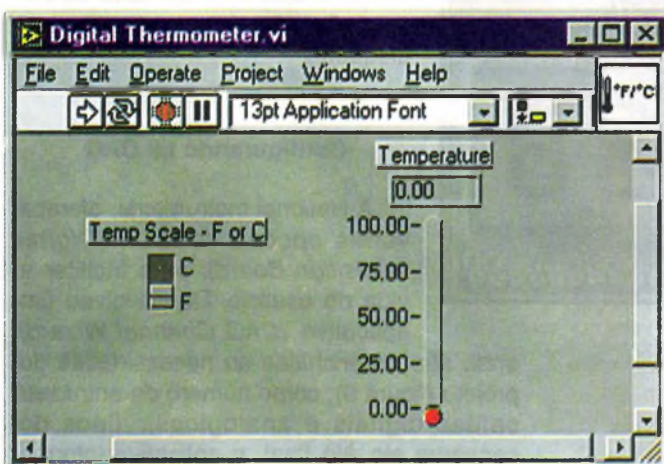 Digital Thermometer.vi
File Edit Operate Project Windows Help
13pt Application Font
°F/°C
Temperature
0.00
Temp Scale - F or C
C
F
100.00
75.00
50.00
25.00
0.00